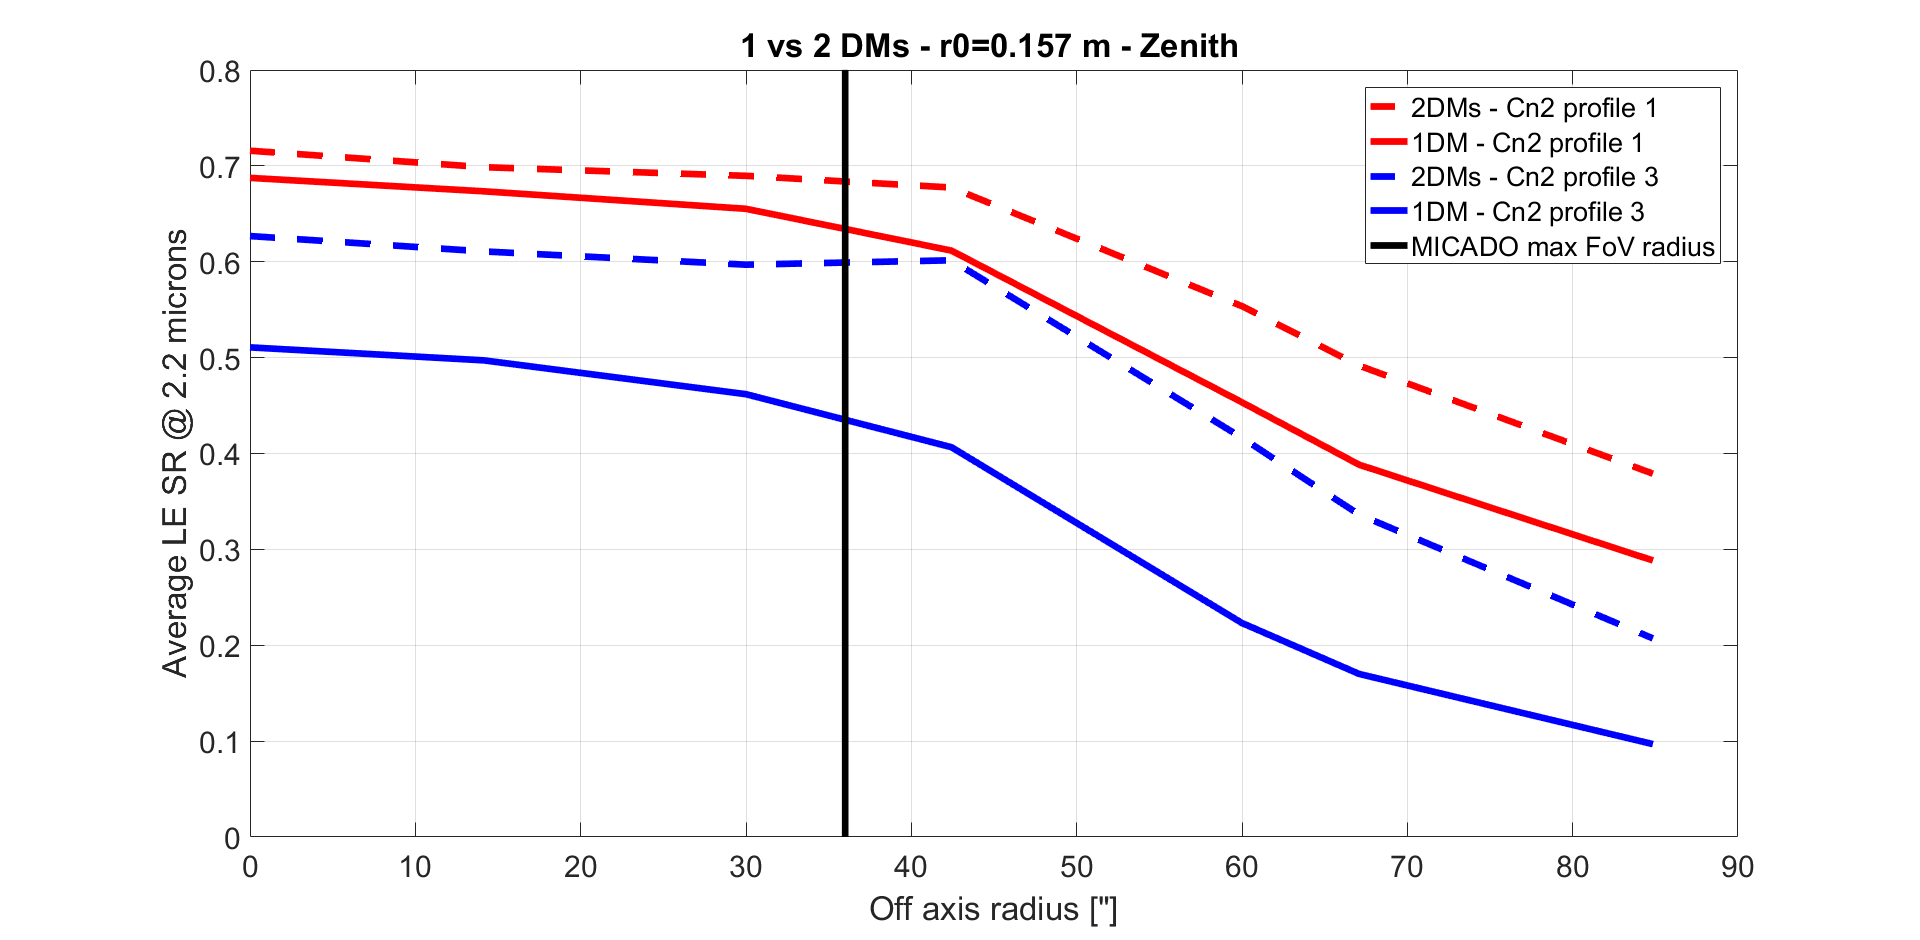 1 vs 2 DMs - r0=0.157 m - Zenith
0.8
0.7
0.6
0.5
0.4
0.3
0.2
0.1
0
Average LE SR @ 2.2 microns
2DMs - Cn2 profile 1
1DM - Cn2 profile 1
2DMs - Cn2 profile 3
1DM - Cn2 profile 3
MICADO max FoV radius
0 10 20 30 40 50 60 70 80 90
Off axis radius ["]